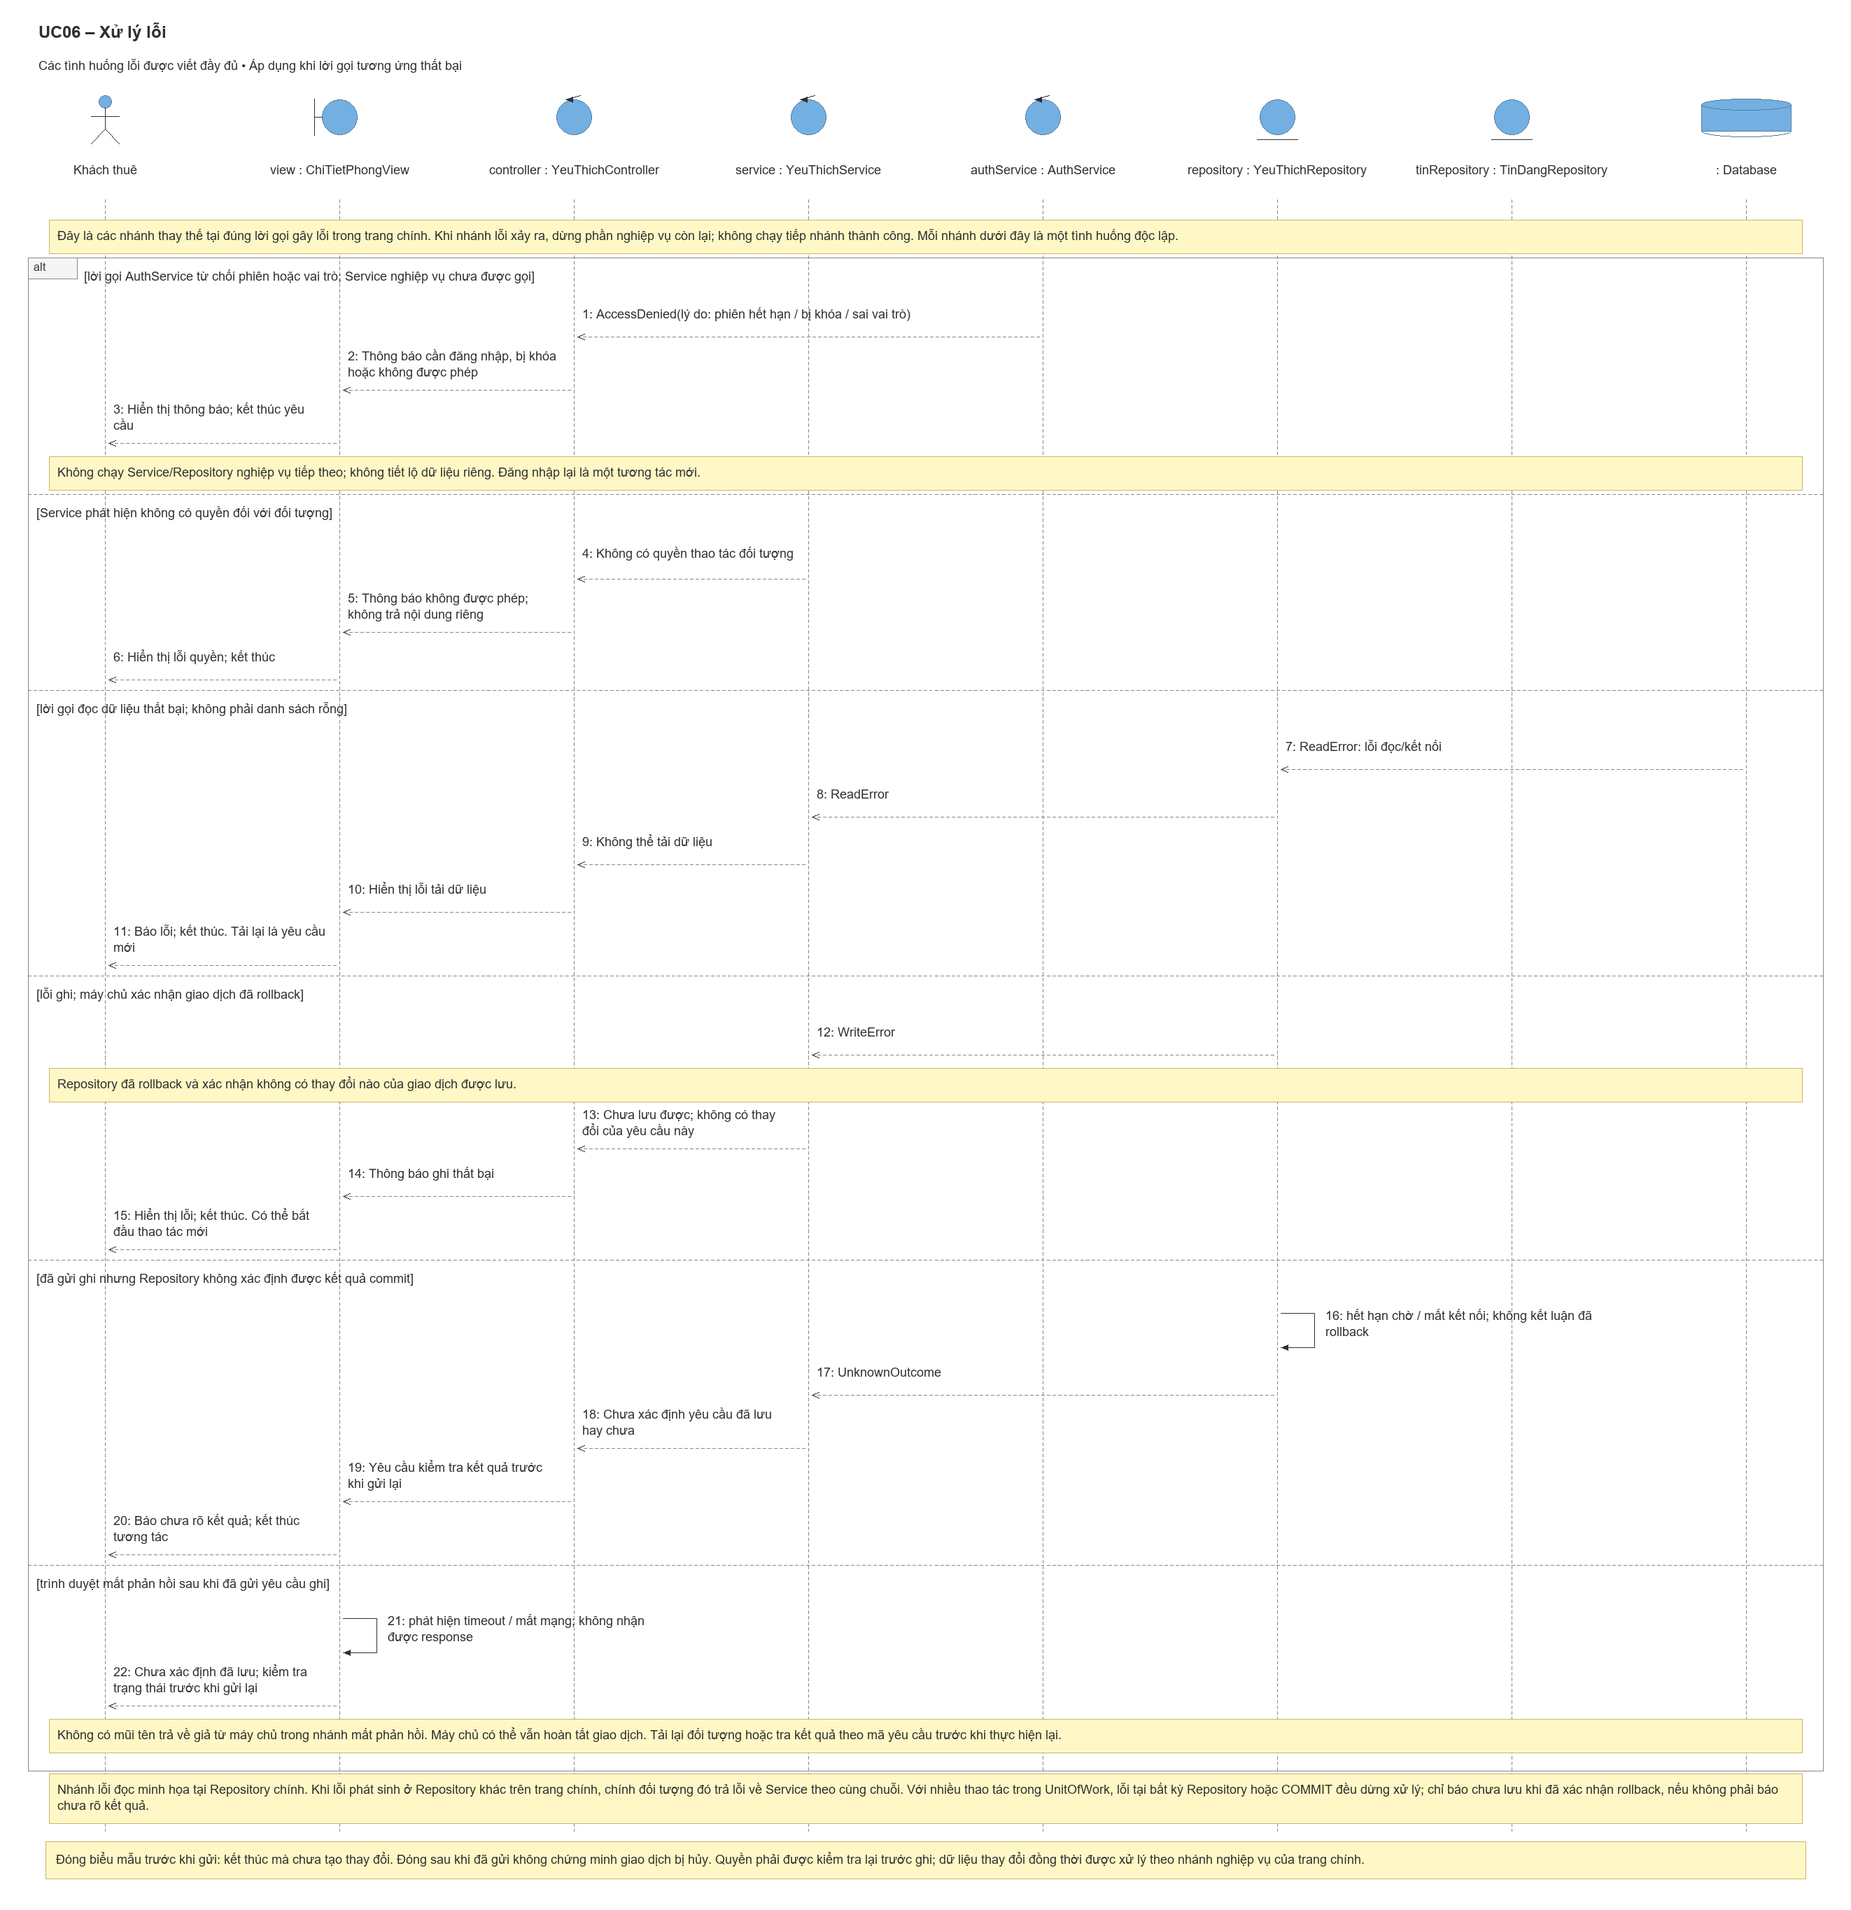 UC06 – Xử lý lỗi
Các tình huống lỗi được viết đầy đủ • Áp dụng khi lời gọi tương ứng thất bại
Khách thuê
view : ChiTietPhongView
controller : YeuThichController
service : YeuThichService
authService : AuthService
repository : YeuThichRepository
tinRepository : TinDangRepository
: Database
Đây là các nhánh thay thế tại đúng lời gọi gây lỗi trong trang chính. Khi nhánh lỗi xảy ra, dừng phần nghiệp vụ còn lại; không chạy tiếp nhánh thành công. Mỗi nhánh dưới đây là một tình huống độc lập.
alt
[lời gọi AuthService từ chối phiên hoặc vai trò; Service nghiệp vụ chưa được gọi]
1: AccessDenied(lý do: phiên hết hạn / bị khóa / sai vai trò)
2: Thông báo cần đăng nhập, bị khóa
hoặc không được phép
3: Hiển thị thông báo; kết thúc yêu
cầu
Không chạy Service/Repository nghiệp vụ tiếp theo; không tiết lộ dữ liệu riêng. Đăng nhập lại là một tương tác mới.
[Service phát hiện không có quyền đối với đối tượng]
4: Không có quyền thao tác đối tượng
5: Thông báo không được phép;
không trả nội dung riêng
6: Hiển thị lỗi quyền; kết thúc
[lời gọi đọc dữ liệu thất bại; không phải danh sách rỗng]
7: ReadError: lỗi đọc/kết nối
8: ReadError
9: Không thể tải dữ liệu
10: Hiển thị lỗi tải dữ liệu
11: Báo lỗi; kết thúc. Tải lại là yêu cầu
mới
[lỗi ghi; máy chủ xác nhận giao dịch đã rollback]
12: WriteError
Repository đã rollback và xác nhận không có thay đổi nào của giao dịch được lưu.
13: Chưa lưu được; không có thay
đổi của yêu cầu này
14: Thông báo ghi thất bại
15: Hiển thị lỗi; kết thúc. Có thể bắt
đầu thao tác mới
[đã gửi ghi nhưng Repository không xác định được kết quả commit]
16: hết hạn chờ / mất kết nối; không kết luận đã
rollback
17: UnknownOutcome
18: Chưa xác định yêu cầu đã lưu
hay chưa
19: Yêu cầu kiểm tra kết quả trước
khi gửi lại
20: Báo chưa rõ kết quả; kết thúc
tương tác
[trình duyệt mất phản hồi sau khi đã gửi yêu cầu ghi]
21: phát hiện timeout / mất mạng; không nhận
được response
22: Chưa xác định đã lưu; kiểm tra
trạng thái trước khi gửi lại
Không có mũi tên trả về giả từ máy chủ trong nhánh mất phản hồi. Máy chủ có thể vẫn hoàn tất giao dịch. Tải lại đối tượng hoặc tra kết quả theo mã yêu cầu trước khi thực hiện lại.
Nhánh lỗi đọc minh họa tại Repository chính. Khi lỗi phát sinh ở Repository khác trên trang chính, chính đối tượng đó trả lỗi về Service theo cùng chuỗi. Với nhiều thao tác trong UnitOfWork, lỗi tại bất kỳ Repository hoặc COMMIT đều dừng xử lý; chỉ báo chưa lưu khi đã xác nhận rollback, nếu không phải báo
chưa rõ kết quả.
Đóng biểu mẫu trước khi gửi: kết thúc mà chưa tạo thay đổi. Đóng sau khi đã gửi không chứng minh giao dịch bị hủy. Quyền phải được kiểm tra lại trước ghi; dữ liệu thay đổi đồng thời được xử lý theo nhánh nghiệp vụ của trang chính.